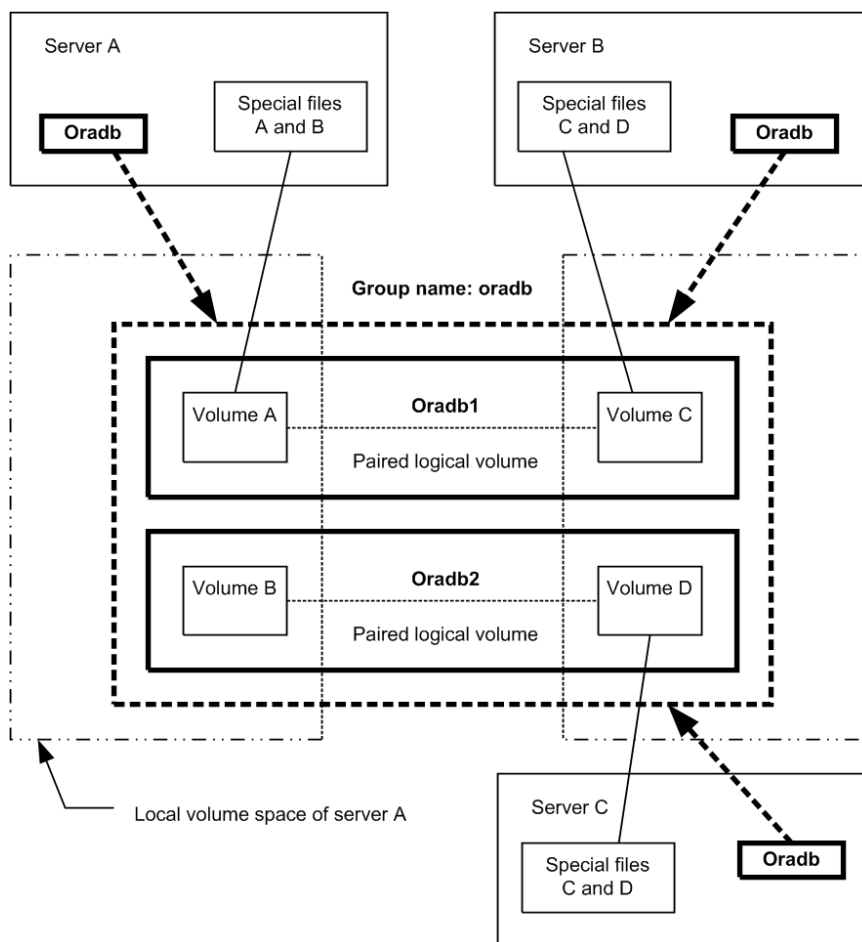 Server A
Special files
A and B
Oradb
Server B
Special files
C and D
Oradb
Group name: oradb
Volume A
Oradb1
Volume C
Paired logical volume
Volume B
Oradb2
Volume D
Paired logical volume
Local volume space of server A
Server C
Special files
C and D
Oradb